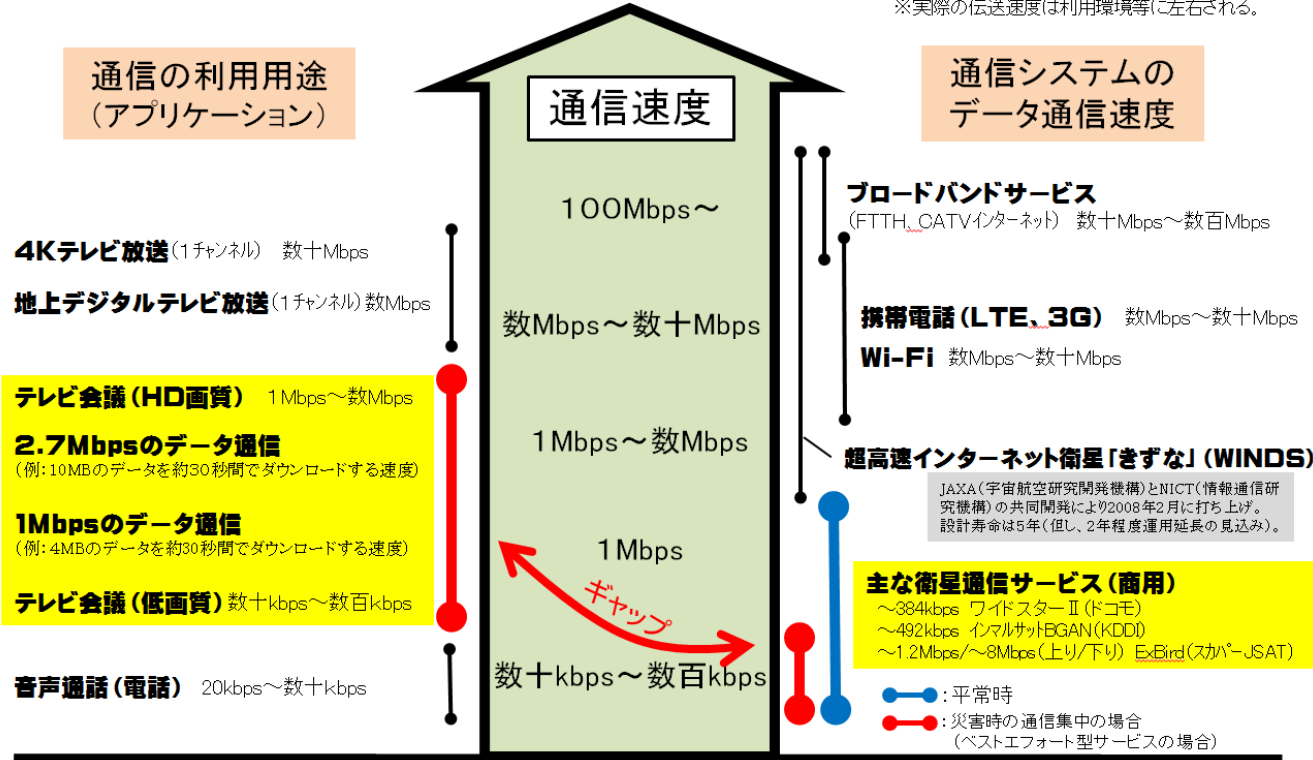 ※実際の伝送速度は利用環境等に左右される。
通信の利用用途
（アプリケーション）
通信速度
通信システムの
データ通信速度
100Mbps～
数Mbps～数十Mbps
1Mbps～数Mbps
1Mbps
数十kbps～数百kbps
ギャップ
4Kテレビ放送（1チャンネル） 数十Mbps
地上デジタルテレビ放送（1チャンネル）数Mbps
テレビ会議（HD画質） 1Mbps～数Mbps
2.7Mbpsのデータ通信
（例：10MBのデータを約30秒間でダウンロードする速度）
1Mbpsのデータ通信
（例：4MBのデータを約30秒間でダウンロードする速度）
テレビ会議（低画質）数十kbps～数百kbps
音声通話（電話） 20kbps～数十kbps
ブロードバンドサービス
（FTTH、CATVインターネット） 数十Mbps～数百Mbps
携帯電話（LTE、3G） 数Mbps～数十Mbps
Wi-Fi 数Mbps～数十Mbps
超高速インターネット衛星「きずな」（WINDS）
JAXA（宇宙航空研究開発機構）とNICT（情報通信研
究機構）の共同開発により2008年2月に打ち上げ。
設計寿命は5年（但し、2年程度運用延長の見込み）。
主な衛星通信サービス（商用）
～384kbps ワイドスターⅡ（ドコモ）
～492kbps インマルサットBGAN（KDDI）
～1.2Mbps/～8Mbps（上り/下り） ExBird（スカパーJSAT）
：平常時
：災害時の通信集中の場合
（ベストエフォート型サービスの場合）